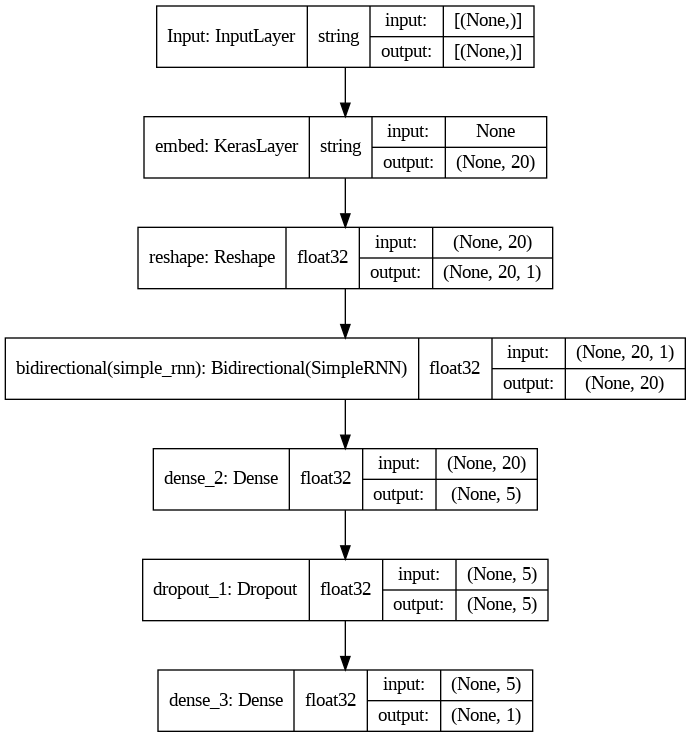 Input: InputLayer string input: [(None,)]
output: [(None,)]
embed: KerasLayer string input: None
output: (None, 20)
reshape: Reshape float32 input: (None, 20)
output: (None, 20, 1)
bidirectional(simple_rnn): Bidirectional(SimpleRNN) float32 input: (None, 20, 1)
output: (None, 20)
dense_2: Dense float32 input: (None, 20)
output: (None, 5)
dropout_1: Dropout float32 input: (None, 5)
output: (None, 5)
dense_3: Dense float32 input: (None, 5)
output: (None, 1)